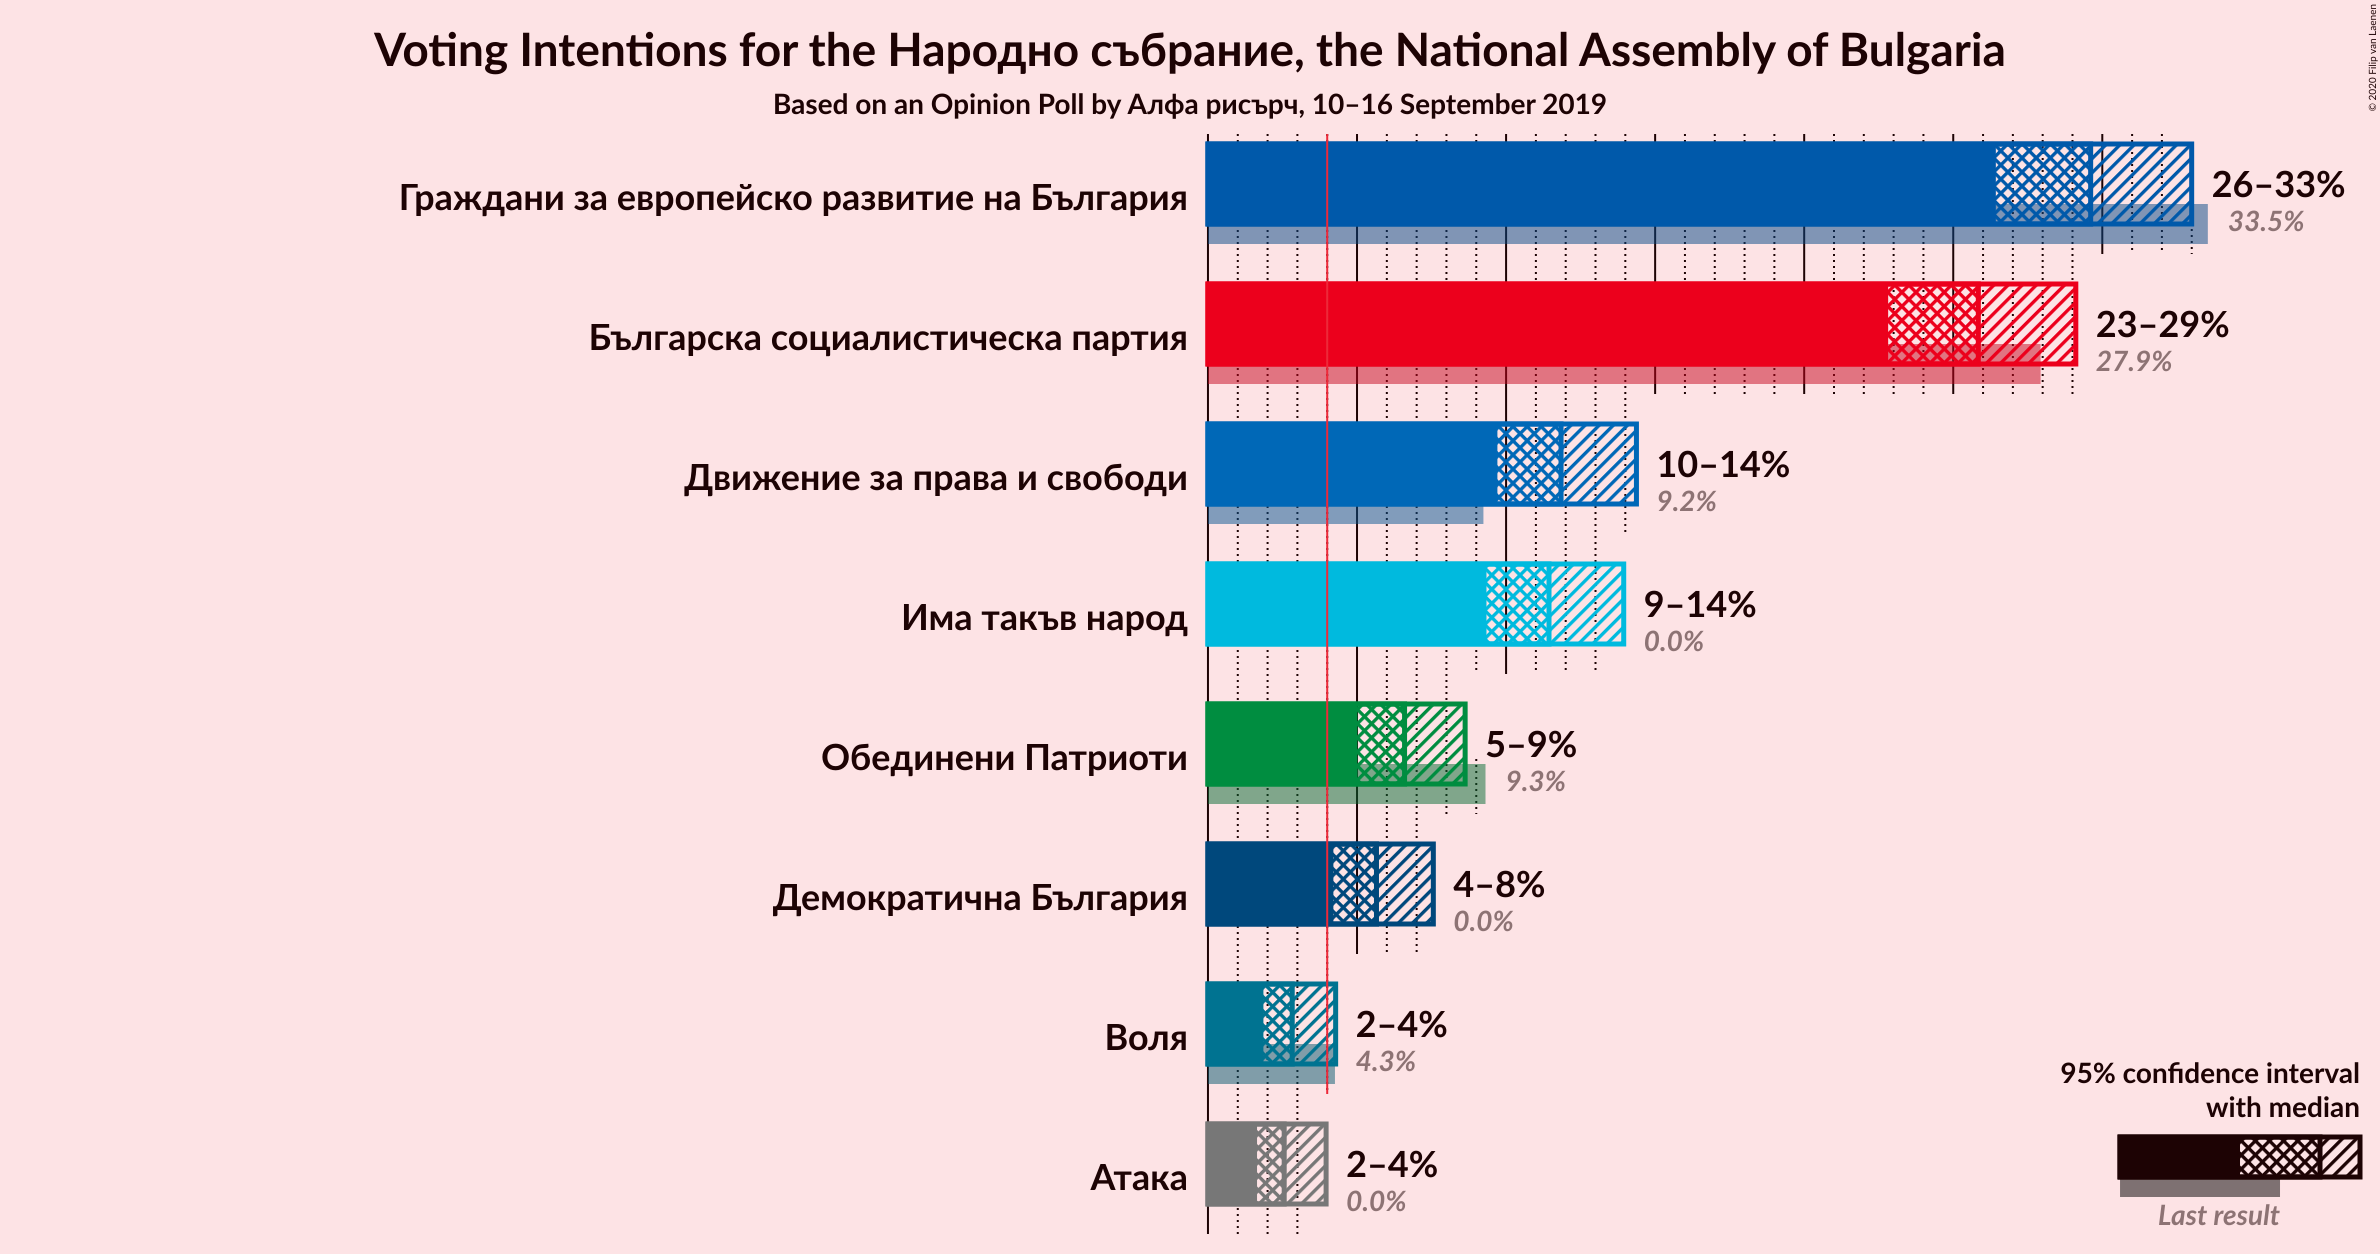 Voting Intentions for the Народно събрание, the National Assembly of Bulgaria
Based on an Opinion Poll by Алфа рисърч, 10–16 September 2019
© 2020 Filip van Laenen
Граждани за европейско развитие на България
26–33%
33.5%
Българска социалистическа партия
23–29%
27.9%
Движение за права и свободи
10–14%
9.2%
Има такъв народ
9–14%
0.0%
Обединени Патриоти
5–9%
9.3%
Демократична България
4–8%
0.0%
Воля
2–4%
4.3%
Атака
2–4%
0.0%
95% confidence interval
with median
Last result